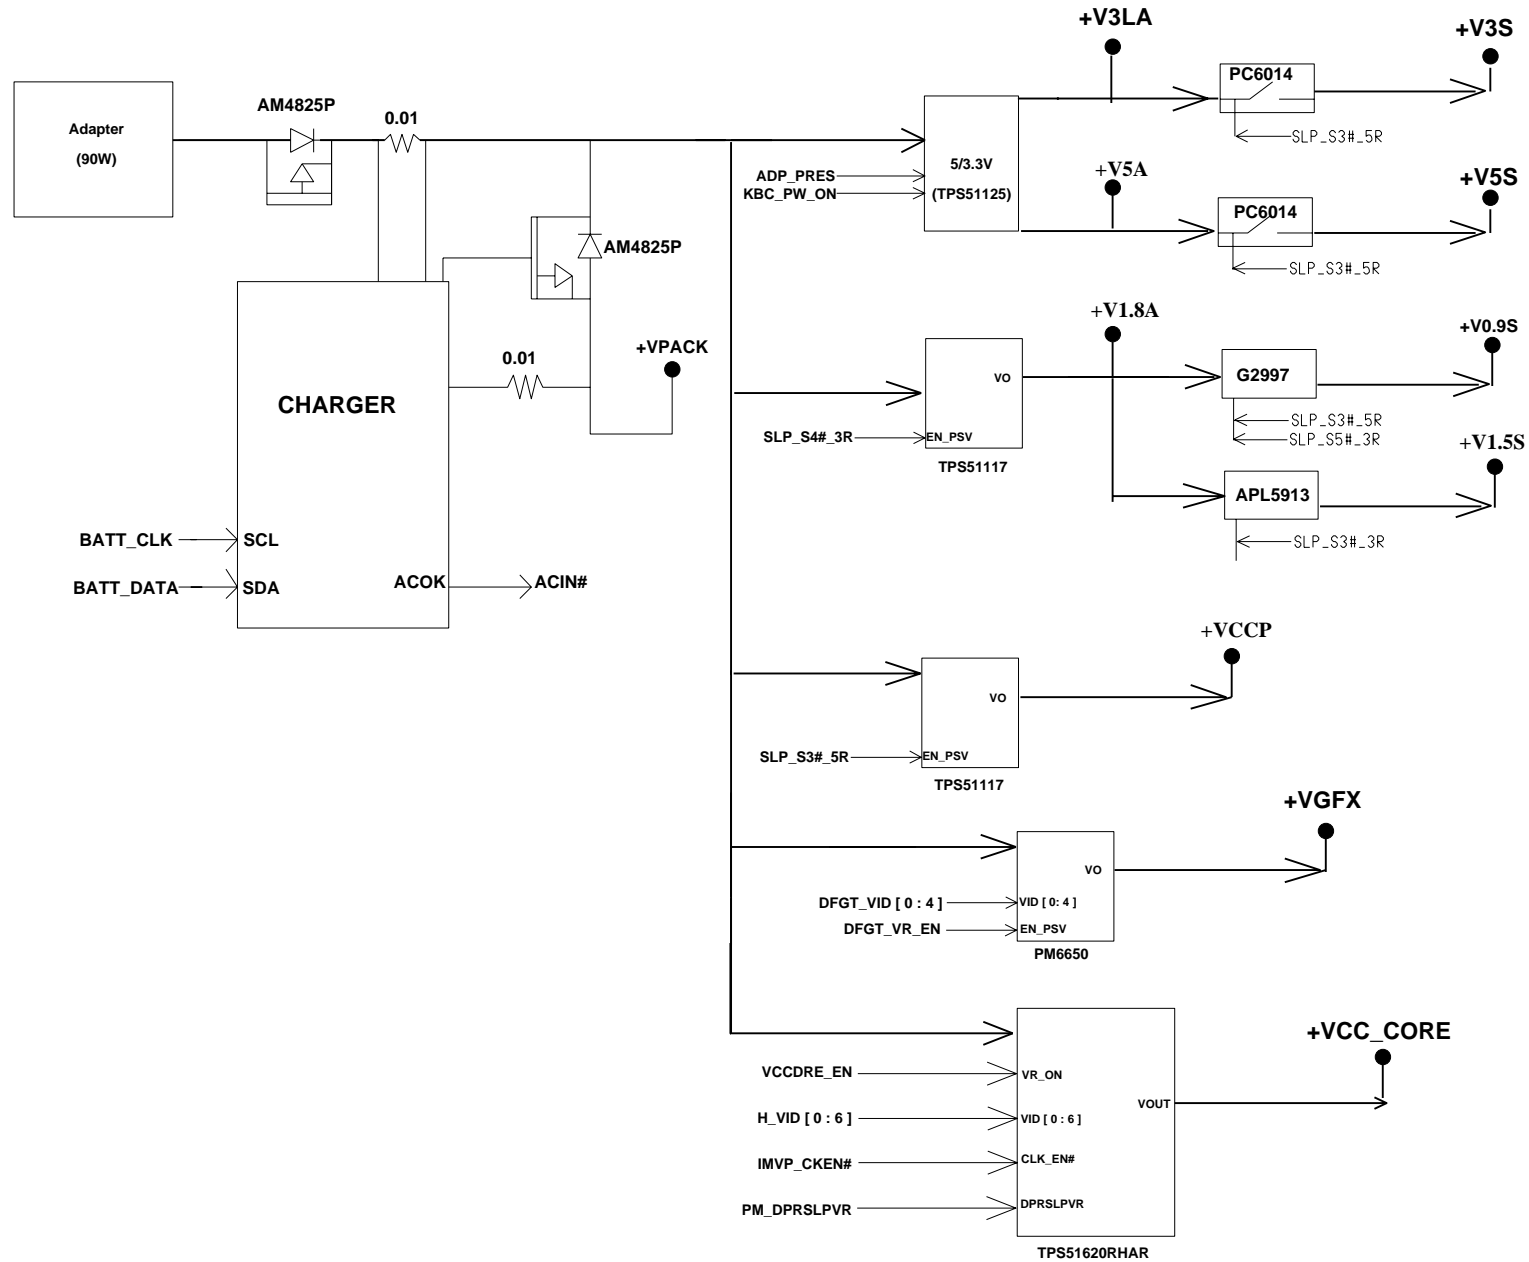 +V3LA
+V3S
PC6014
SLP_S3#_5R
Adapter
(90W)
AM4825P
0.01
5/3.3V
(TPS51125)
ADP_PRES
KBC_PW_ON
+V5A
+V5S
PC6014
SLP_S3#_5R
AM4825P
+VPACK
0.01
CHARGER
BATT_CLK
SCL
BATT_DATA
SDA
ACOK
ACIN#
+V1.8A
+V0.9S
VO
G2997
SLP_S3#_5R
SLP_S5#_3R
SLP_S4#_3R
EN_PSV
TPS51117
+V1.5S
APL5913
SLP_S3#_3R
+VCCP
VO
SLP_S3#_5R
EN_PSV
TPS51117
+VGFX
VO
DFGT_VID [ 0 : 4 ]
VID [ 0: 4 ]
DFGT_VR_EN
EN_PSV
PM6650
+VCC_CORE
VCCDRE_EN
VR_ON
VOUT
H_VID [ 0 : 6 ]
VID [ 0 : 6 ]
IMVP_CKEN#
CLK_EN#
PM_DPRSLPVR
DPRSLPVR
TPS51620RHAR